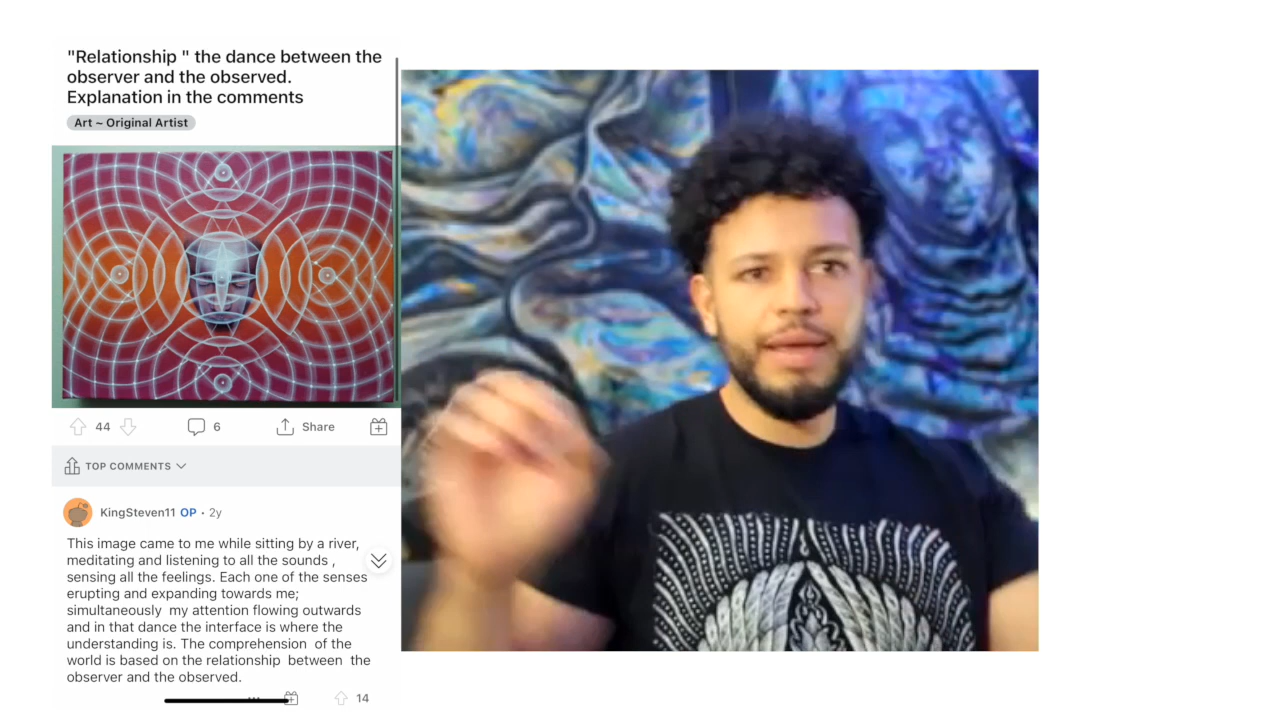 "Relationship " the dance between the
observer and the observed.
Explanation in the comments
Art ~ Original Artist
44
6
Share
TOP COMMENTS
KingSteven11 OP • 2y
This image came to me while sitting by a river,
meditating and listening to all the sounds ,
sensing all the feelings. Each one of the senses
erupting and expanding towards me;
simultaneously  my attention flowing outwards
and in that dance the interface is where the
understanding is. The comprehension  of the
world is based on the relationship  between  the
observer and the observed.
14